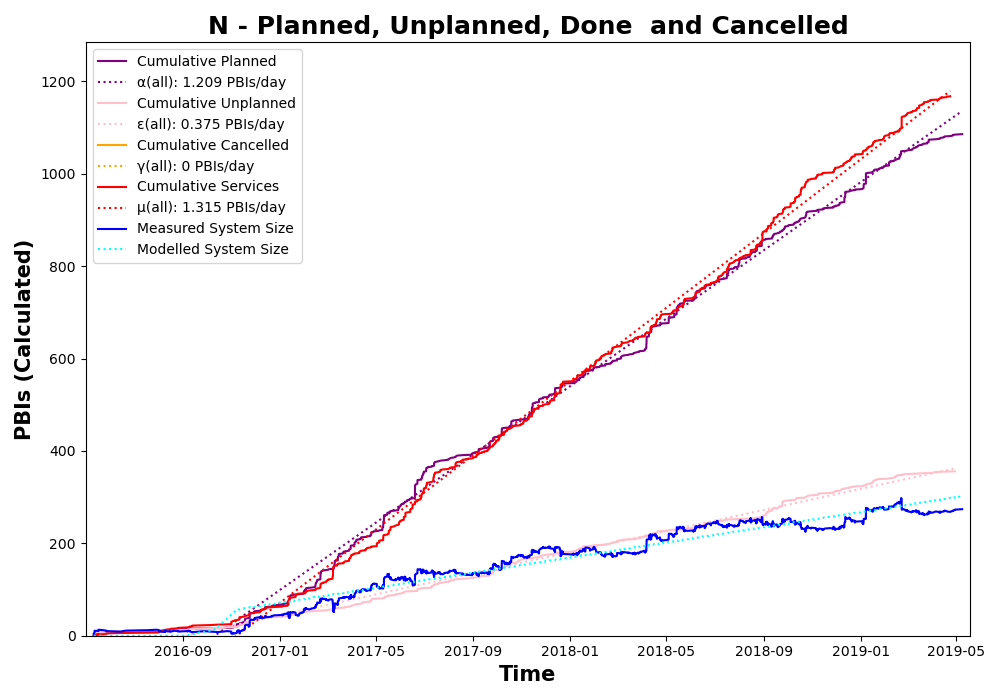 N - Planned, Unplanned, Done  and Cancelled
PBIs (Calculated)
1200
1000
800
600
400
200
0
Cumulative Planned
α(all): 1.209 PBIs/day
Cumulative Unplanned
ε(all): 0.375 PBIs/day
Cumulative Cancelled
γ(all): 0 PBIs/day
Cumulative Services
μ(all): 1.315 PBIs/day
Measured System Size
Modelled System Size
2016-09 2017-01 2017-05 2017-09 2018-01 2018-05 2018-09 2019-01 2019-05
Time